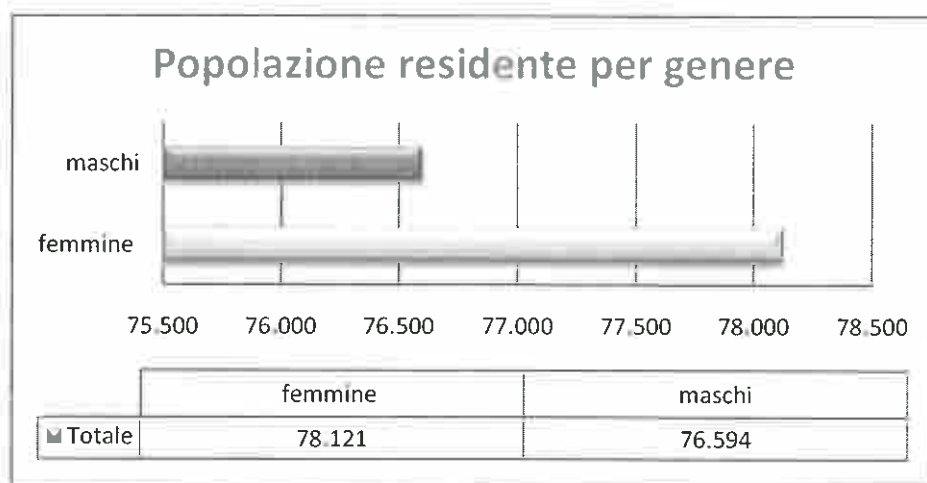 Popolazione residente per genere
maschi
femmine
75.500 76.000 76.500 77.000 77.500 78.000 78.500
femmine maschi
Totale 78.121 76.594